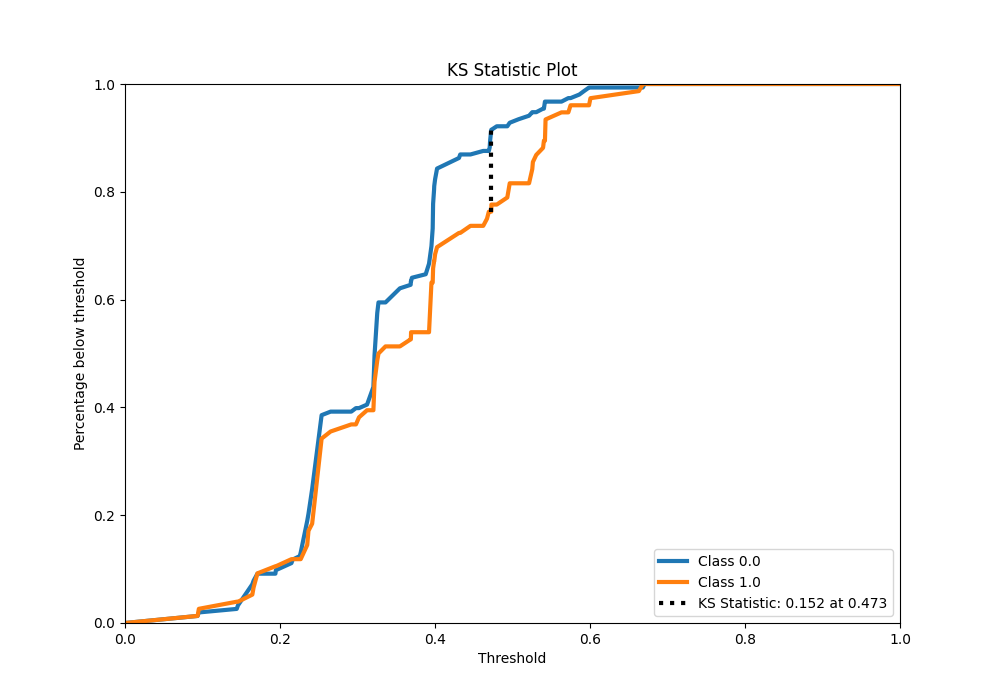 KS Statistic Plot
Percentage below threshold
1.0
0.8
0.6
0.4
0.2
0.0
0.0 0.2 0.4 0.6 0.8 1.0
Threshold
Class 0.0
Class 1.0
KS Statistic: 0.152 at 0.473